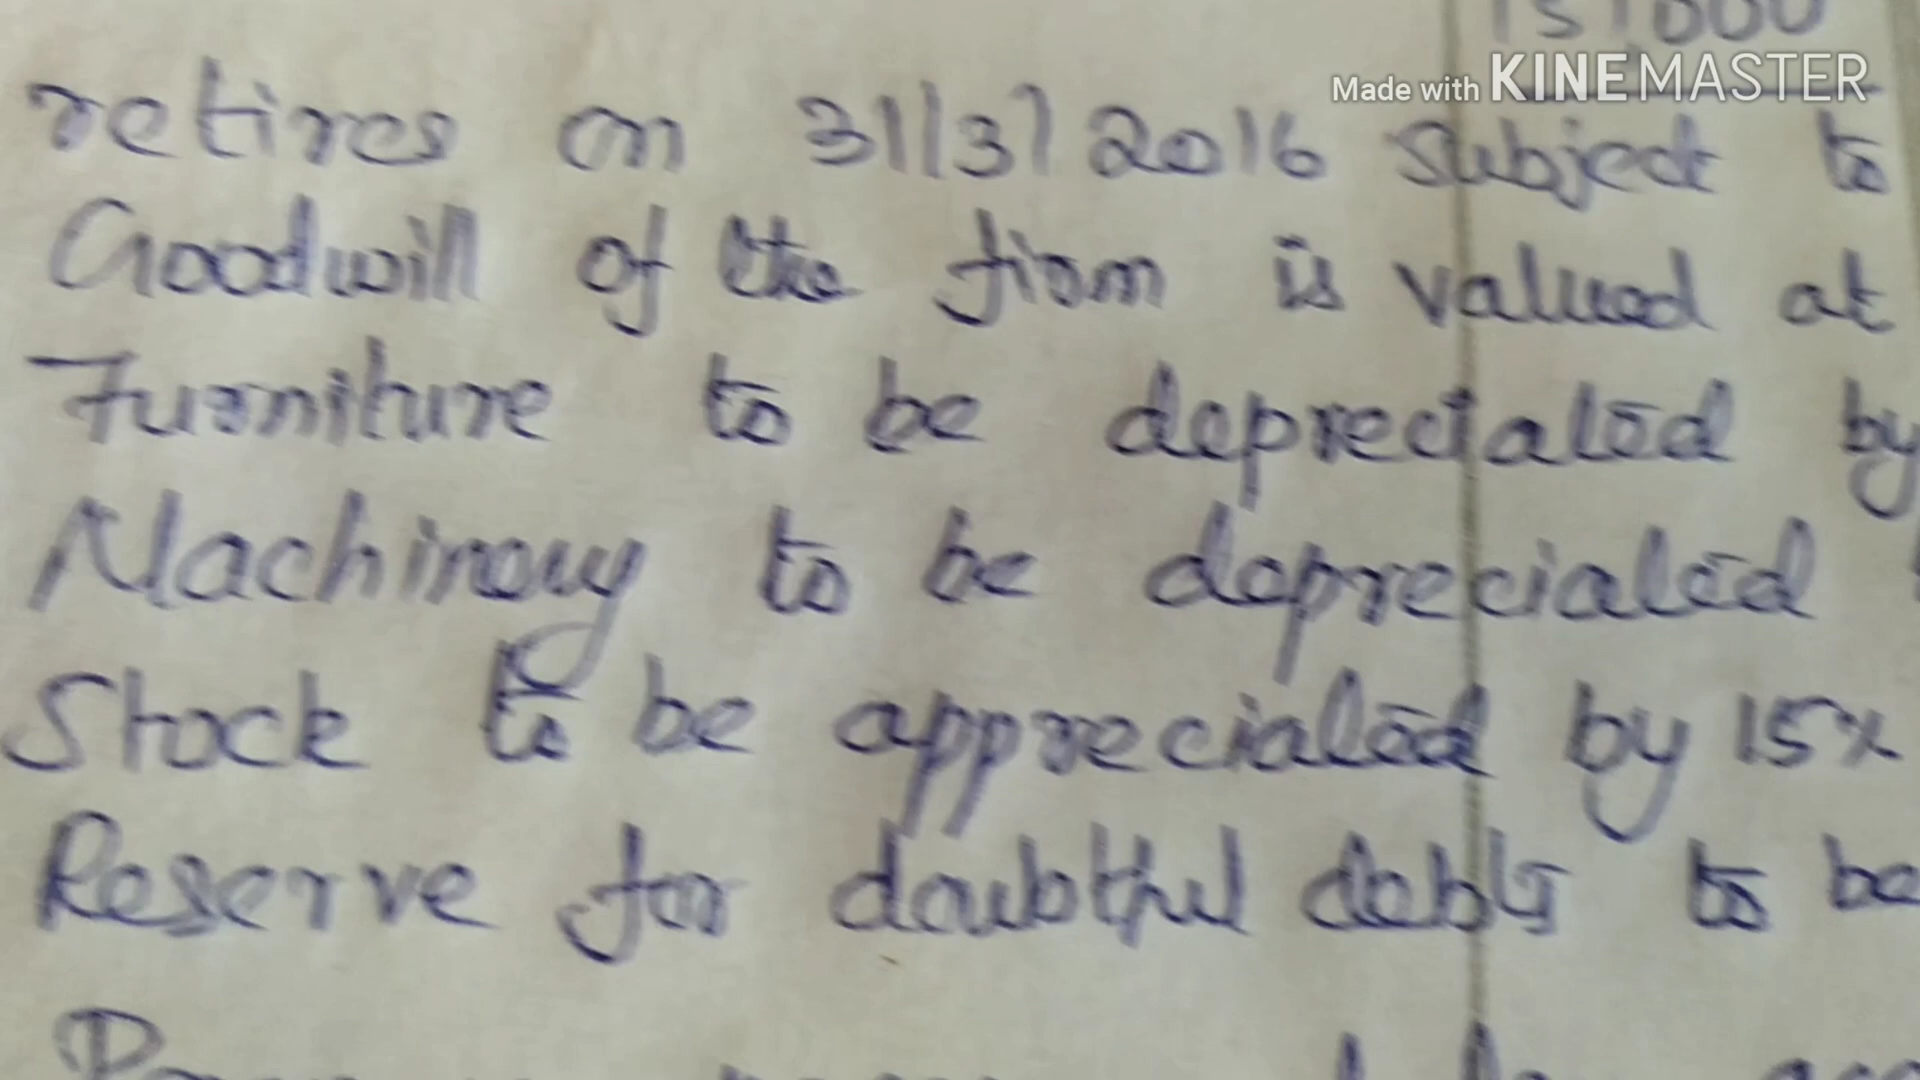 Made with KINEMASTER
retires on 31/3/2016 subject to
Goodwill of the firm is valued at
Furniture to be depreciated by
Machinery to be depreciated
Stock to be appreciated by 15%
Reserve for doubtful debts to be